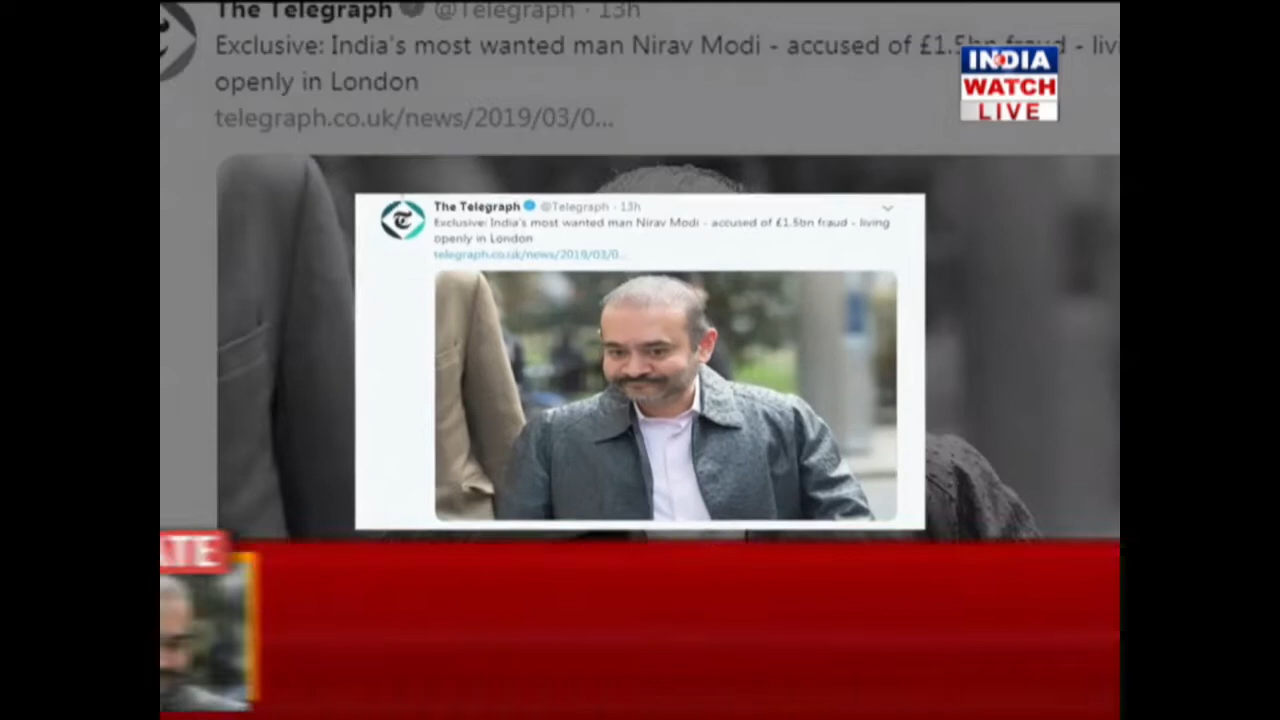 The Telegraph @Telegraph · 13h
Exclusive: India's most wanted man Nirav Modi - accused of £1.5bn fraud - livi
openly in London
telegraph.co.uk/news/2019/03/0...
INDIA
WATCH
LIVE
The Telegraph @Telegraph · 13h
Exclusive: India's most wanted man Nirav Modi - accused of £1.5bn fraud - living
openly in London
telegraph.co.uk/news/2019/03/0...
ATE